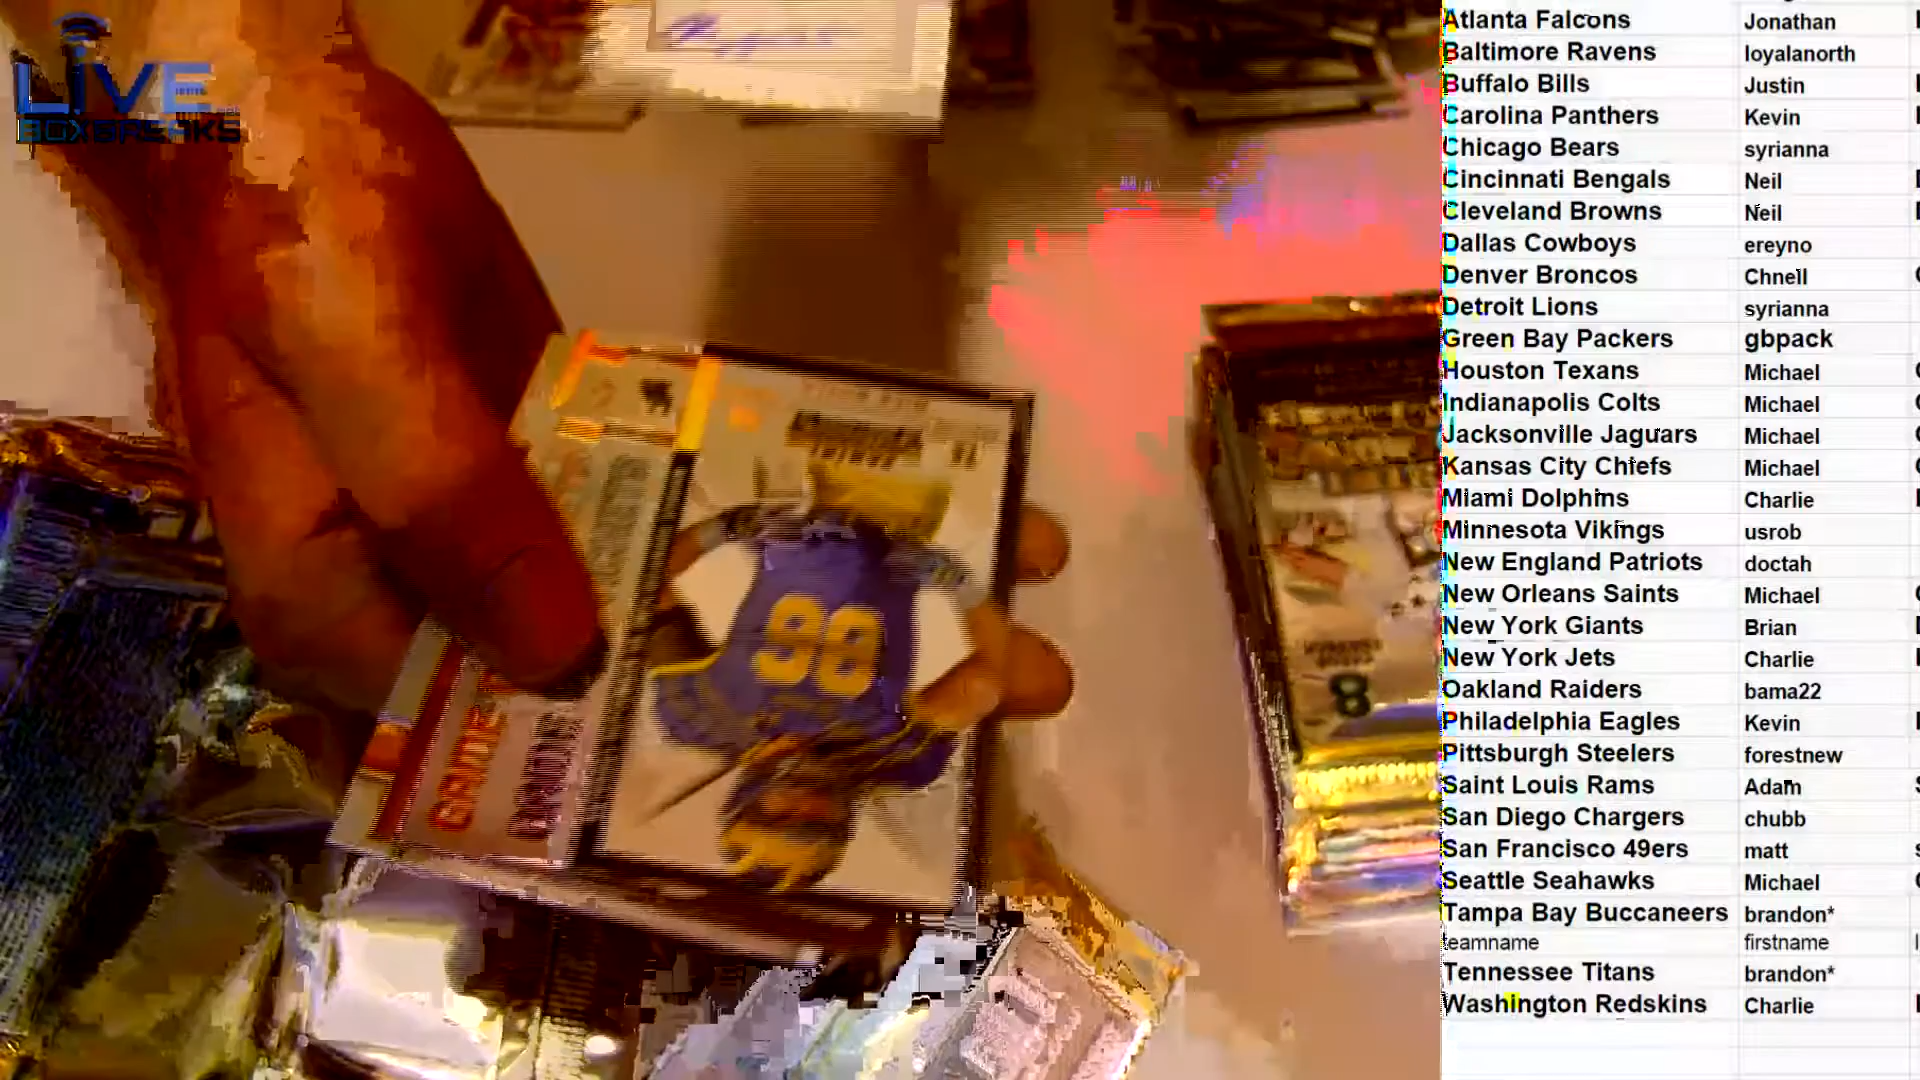 LIVE
BOXBREAKS
98
8
Atlanta Falcons Jonathan
Baltimore Ravens loyalanorth
Buffalo Bills Justin
Carolina Panthers Kevin
Chicago Bears syrianna
Cincinnati Bengals Neil
Cleveland Browns Neil
Dallas Cowboys ereyno
Denver Broncos Chnell
Detroit Lions syrianna
Green Bay Packers gbpack
Houston Texans Michael
Indianapolis Colts Michael
Jacksonville Jaguars Michael
Kansas City Chiefs Michael
Miami Dolphins Charlie
Minnesota Vikings usrob
New England Patriots doctah
New Orleans Saints Michael
New York Giants Brian
New York Jets Charlie
Oakland Raiders bama22
Philadelphia Eagles Kevin
Pittsburgh Steelers forestnew
Saint Louis Rams Adam
San Diego Chargers chubb
San Francisco 49ers matt
Seattle Seahawks Michael
Tampa Bay Buccaneers brandon*
teamname firstname
Tennessee Titans brandon*
Washington Redskins Charlie